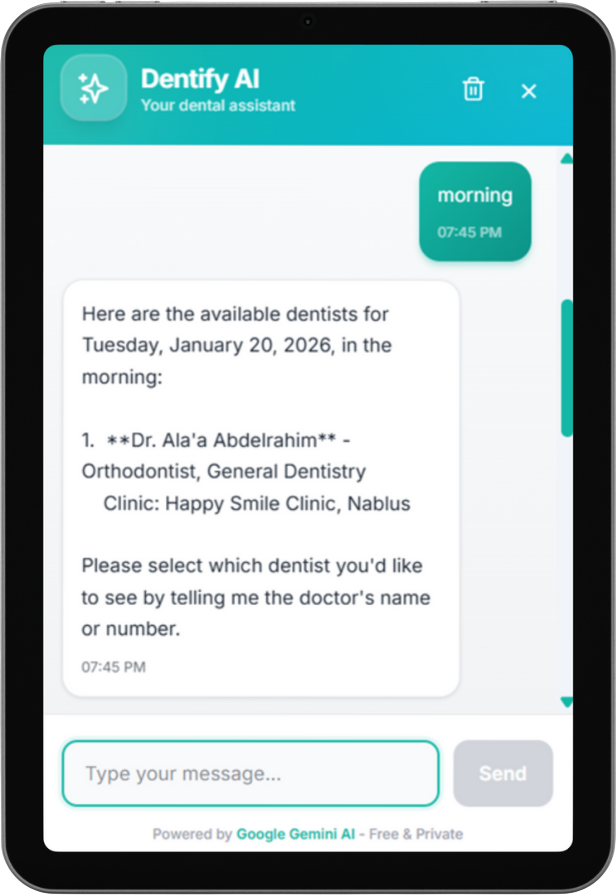 Dentify AI
Your dental assistant
morning
07:45 PM
Here are the available dentists for
Tuesday, January 20, 2026, in the
morning:
1. **Dr. Ala'a Abdelrahim** -
Orthodontist, General Dentistry
Clinic: Happy Smile Clinic, Nablus
Please select which dentist you'd like
to see by telling me the doctor's name
or number.
07:45 PM
Type your message...
Send
Powered by Google Gemini AI - Free & Private